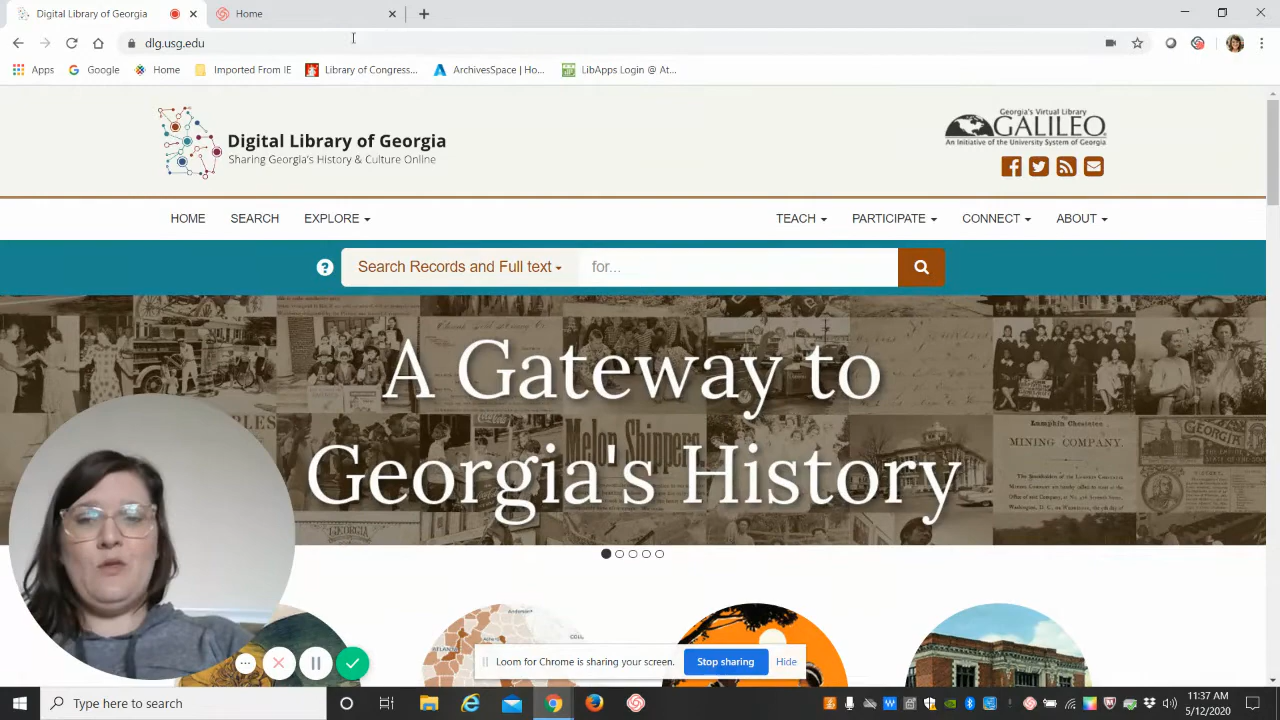 Digital Library of Georgia
Home
dlg.usg.edu
Apps
Google
Home
Imported From IE
Library of Congress...
ArchivesSpace | Ho...
LibApps Login @ At...
Digital Library of Georgia
Sharing Georgia's History & Culture Online
Georgia's Virtual Library
GALILEO
An Initiative of the University System of Georgia
HOME
SEARCH
EXPLORE
TEACH
PARTICIPATE
CONNECT
ABOUT
?
Search Records and Full text
for...
A Gateway to
Georgia's History
Melo Shippers
MINING COMPANY.
GEORGIA
Loom for Chrome is sharing your screen.
Stop sharing
Hide
Type here to search
11:37 AM
5/12/2020